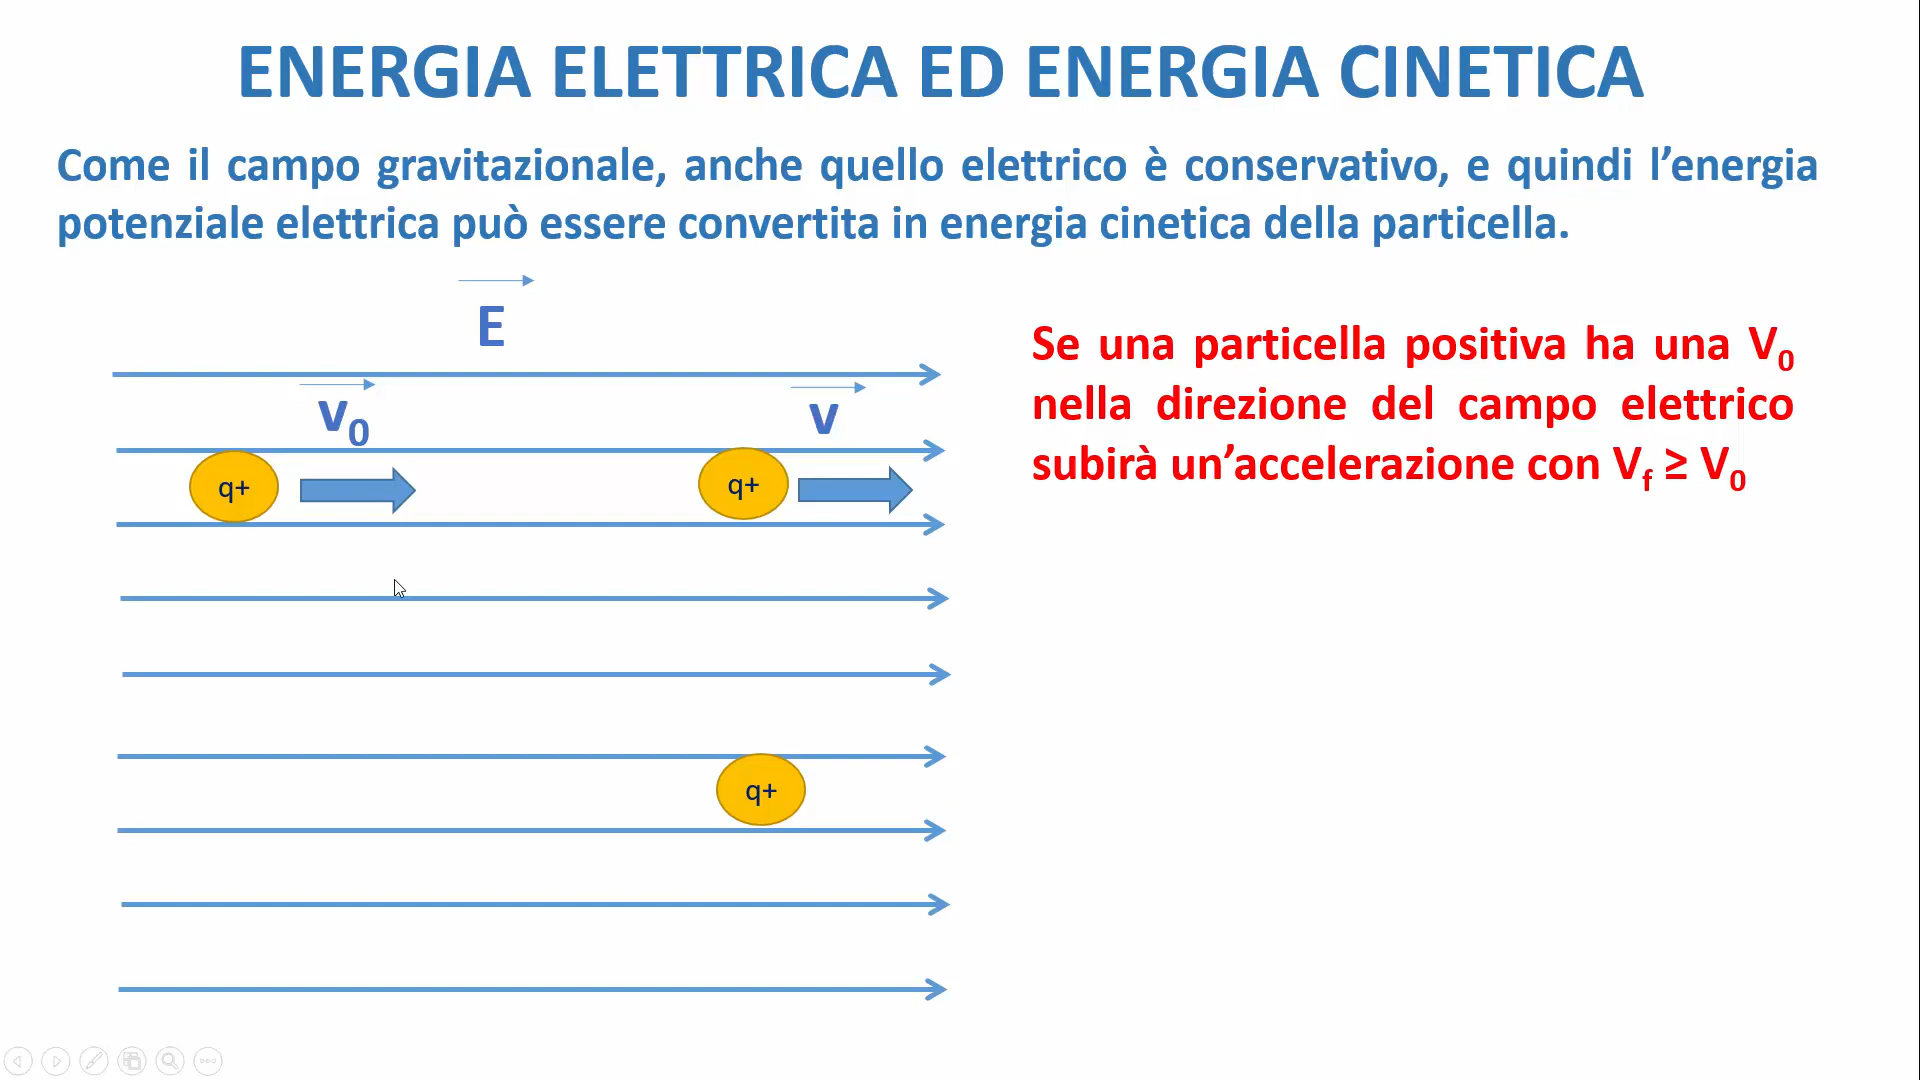 ENERGIA ELETTRICA ED ENERGIA CINETICA
Come il campo gravitazionale, anche quello elettrico è conservativo, e quindi l’energia
potenziale elettrica può essere convertita in energia cinetica della particella.
E
v₀
v
q+
q+
Se una particella positiva ha una V₀
nella direzione del campo elettrico
subirà un’accelerazione con Vf ≥ V₀
q+